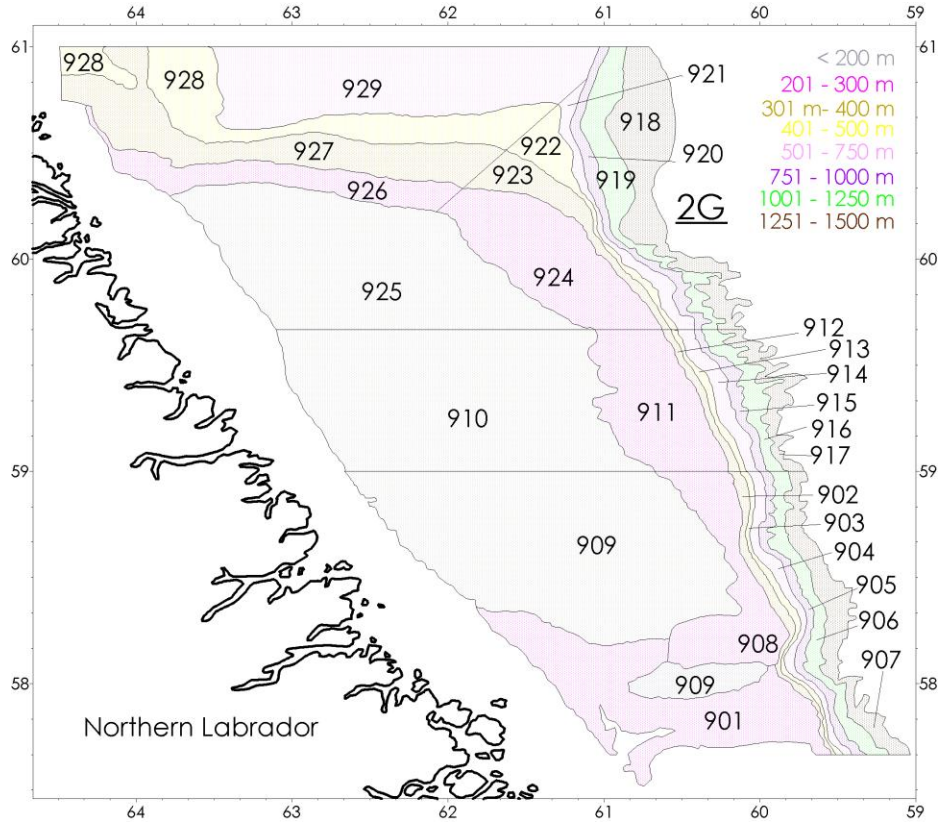 64 63 62 61 60 59
61 61
928
928
929
921
< 200 m
201 - 300 m
301 m- 400 m
401 - 500 m
501 - 750 m
751 - 1000 m
1001 - 1250 m
1251 - 1500 m
918
922
920
927
923
919
926
2G
60 60
924
925
912
913
914
911
915
910
916
917
59 59
902
903
909
904
905
906
908
907
58 58
909
901
Northern Labrador
64 63 62 61 60 59